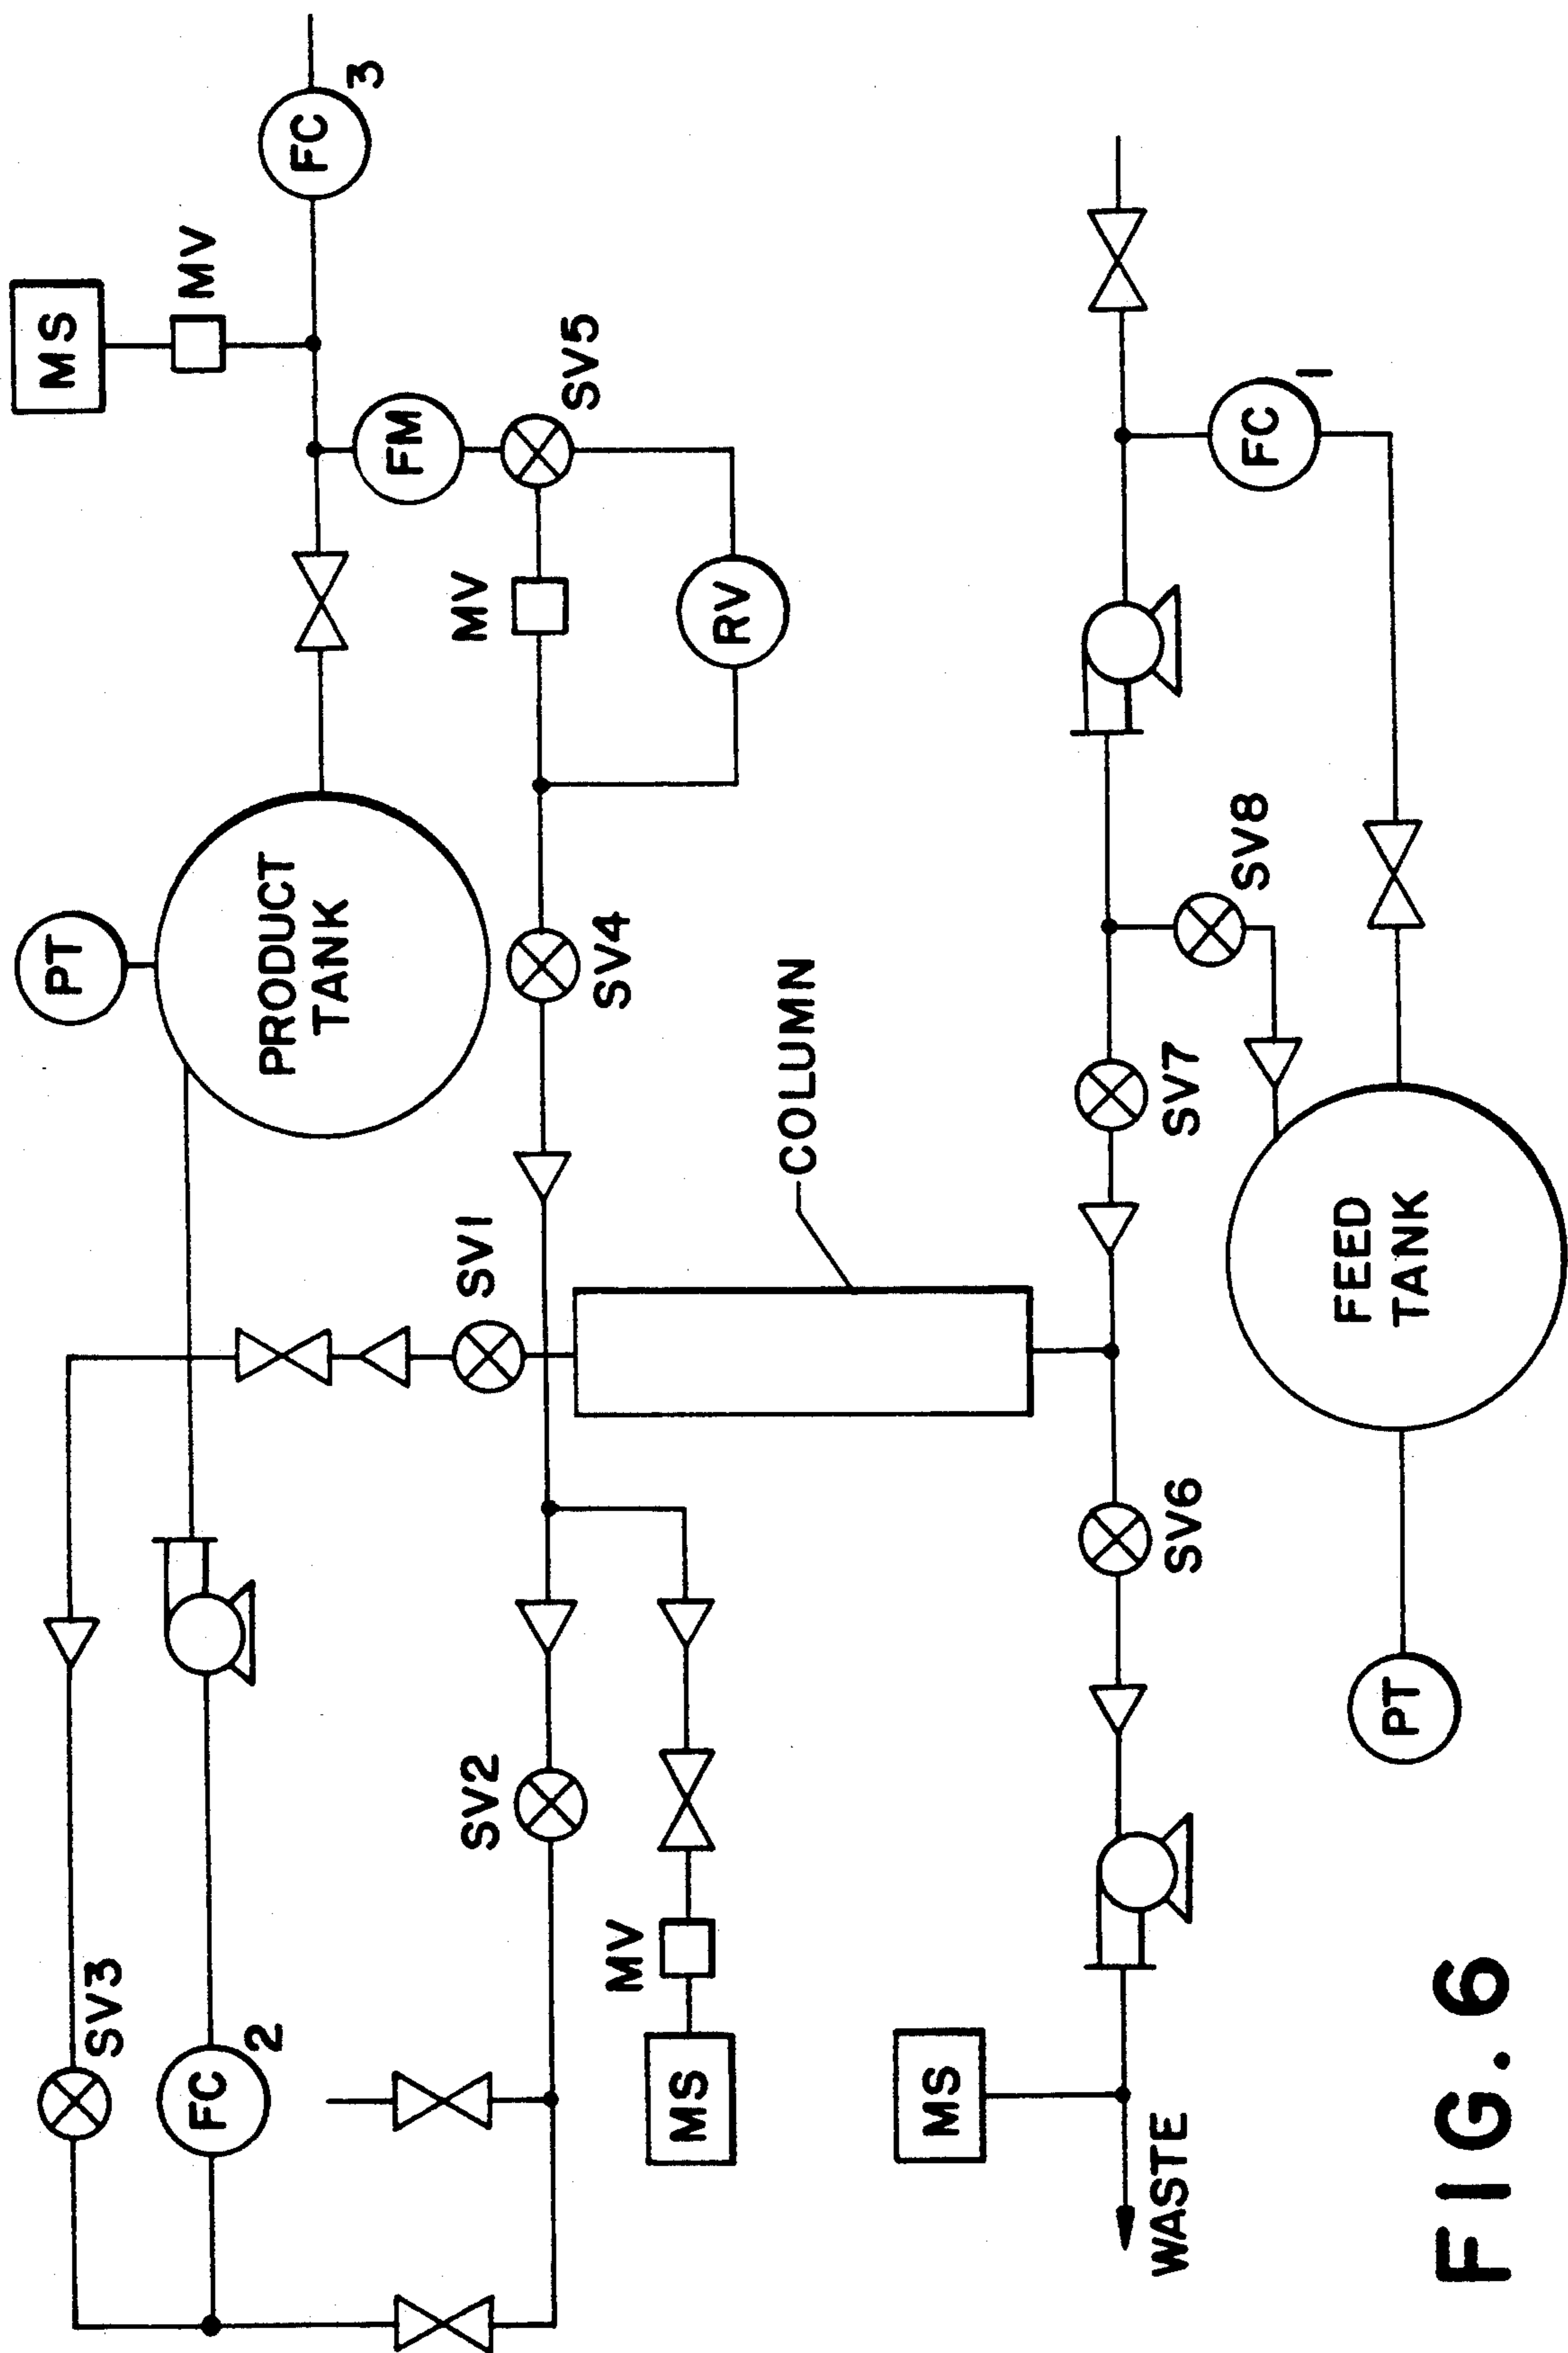 FC
3
MS
MV
SV5
FM
MV
RV
FC
1
PT
PRODUCT
TANK
SV4
SV8
COLUMN
SV7
SV1
FEED
TANK
SV6
SV2
PT
MV
SV3
FC
2
MS
MS
WASTE
FIG. 6